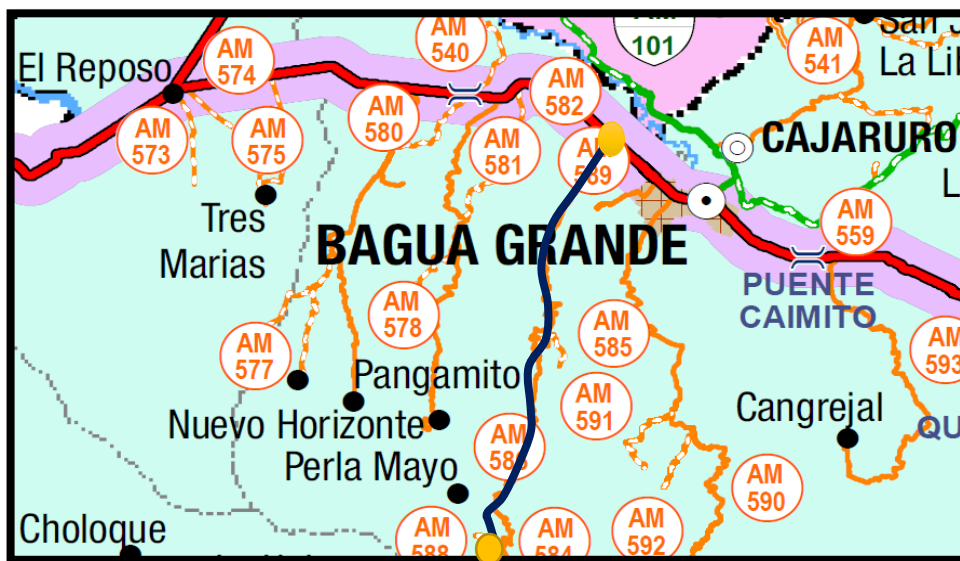 AM
540
101
AM
541
San J
La Lil
El Reposo
AM
574
AM
573
AM
575
AM
580
AM
581
AM
582
CAJARURO
L
Tres
Marias
BAGUA GRANDE
AM
559
PUENTE
CAIMITO
AM
577
AM
578
AM
585
AM
593
Pangamito
AM
591
Cangrejal
QU
Nuevo Horizonte
Perla Mayo
AM
AM
590
Choloque
AM
588
AM
584
AM
592